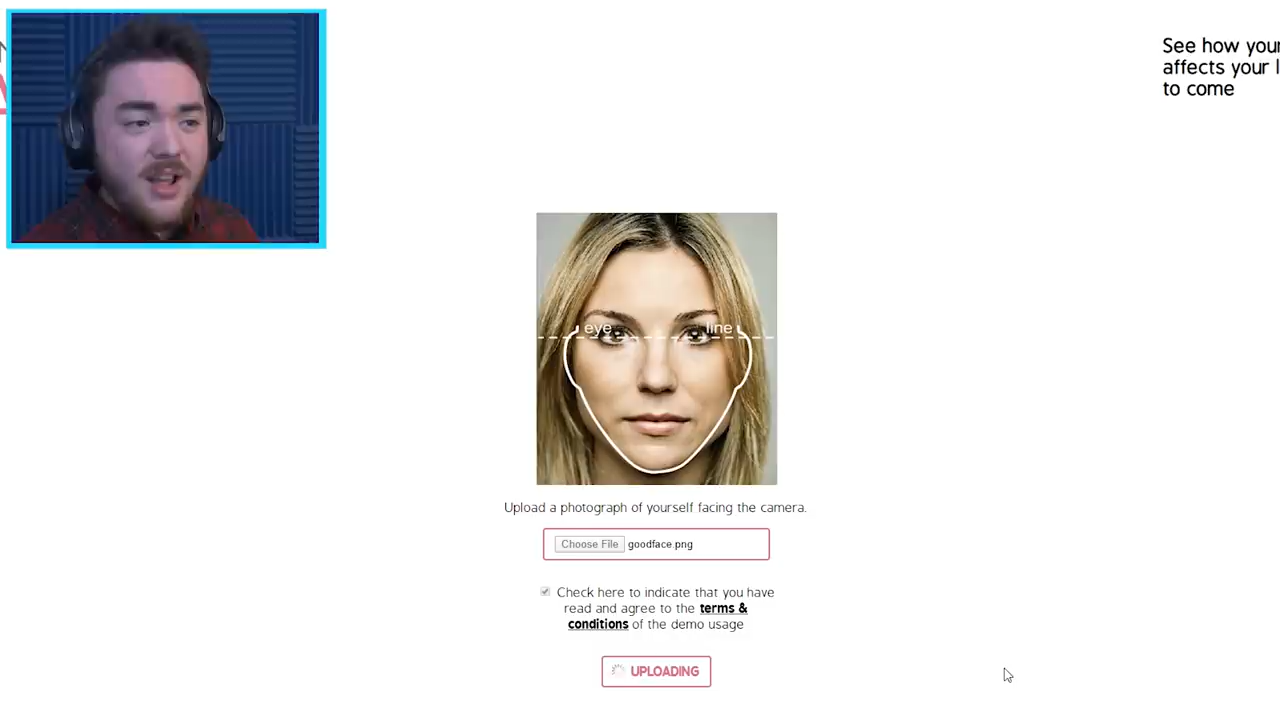 See how your
affects your l
to come
eye line
Upload a photograph of yourself facing the camera.
Choose File goodface.png
Check here to indicate that you have
read and agree to the terms &
conditions of the demo usage
UPLOADING